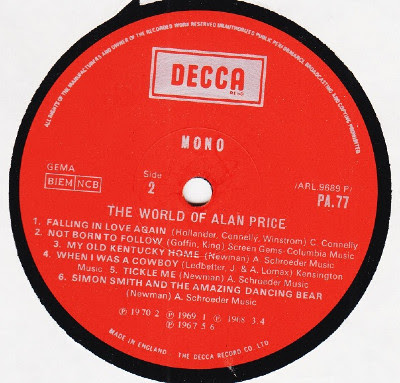 ALL RIGHTS OF THE MANUFACTURER AND OF THE OWNER OF THE RECORDED WORK RESERVED UNAUTHORISED PUBLIC PERFORMANCE BROADCASTING AND COPYING PROHIBITED
DECCA
MONO
GEMA
BIEM NCB
Side
2
(ARL 9689 P)
PA.77
THE WORLD OF ALAN PRICE
1. FALLING IN LOVE AGAIN (Hollander, Connelly, Winstrom) C. Connelly
2. NOT BORN TO FOLLOW (Goffin, King) Screen Gems-Columbia Music
3. MY OLD KENTUCKY HOME (Newman) A. Schroeder Music
4. WHEN I WAS A COWBOY (Ledbetter, J. & A. Lomax) Kensington
Music 5. TICKLE ME (Newman) A. Schroeder Music
6. SIMON SMITH AND THE AMAZING DANCING BEAR
(Newman) A. Schroeder Music
Ⓟ 1970 2 Ⓟ 1969 1 Ⓟ 1968 3 4
Ⓟ 1967 5 6
MADE IN ENGLAND · THE DECCA RECORD CO. LTD